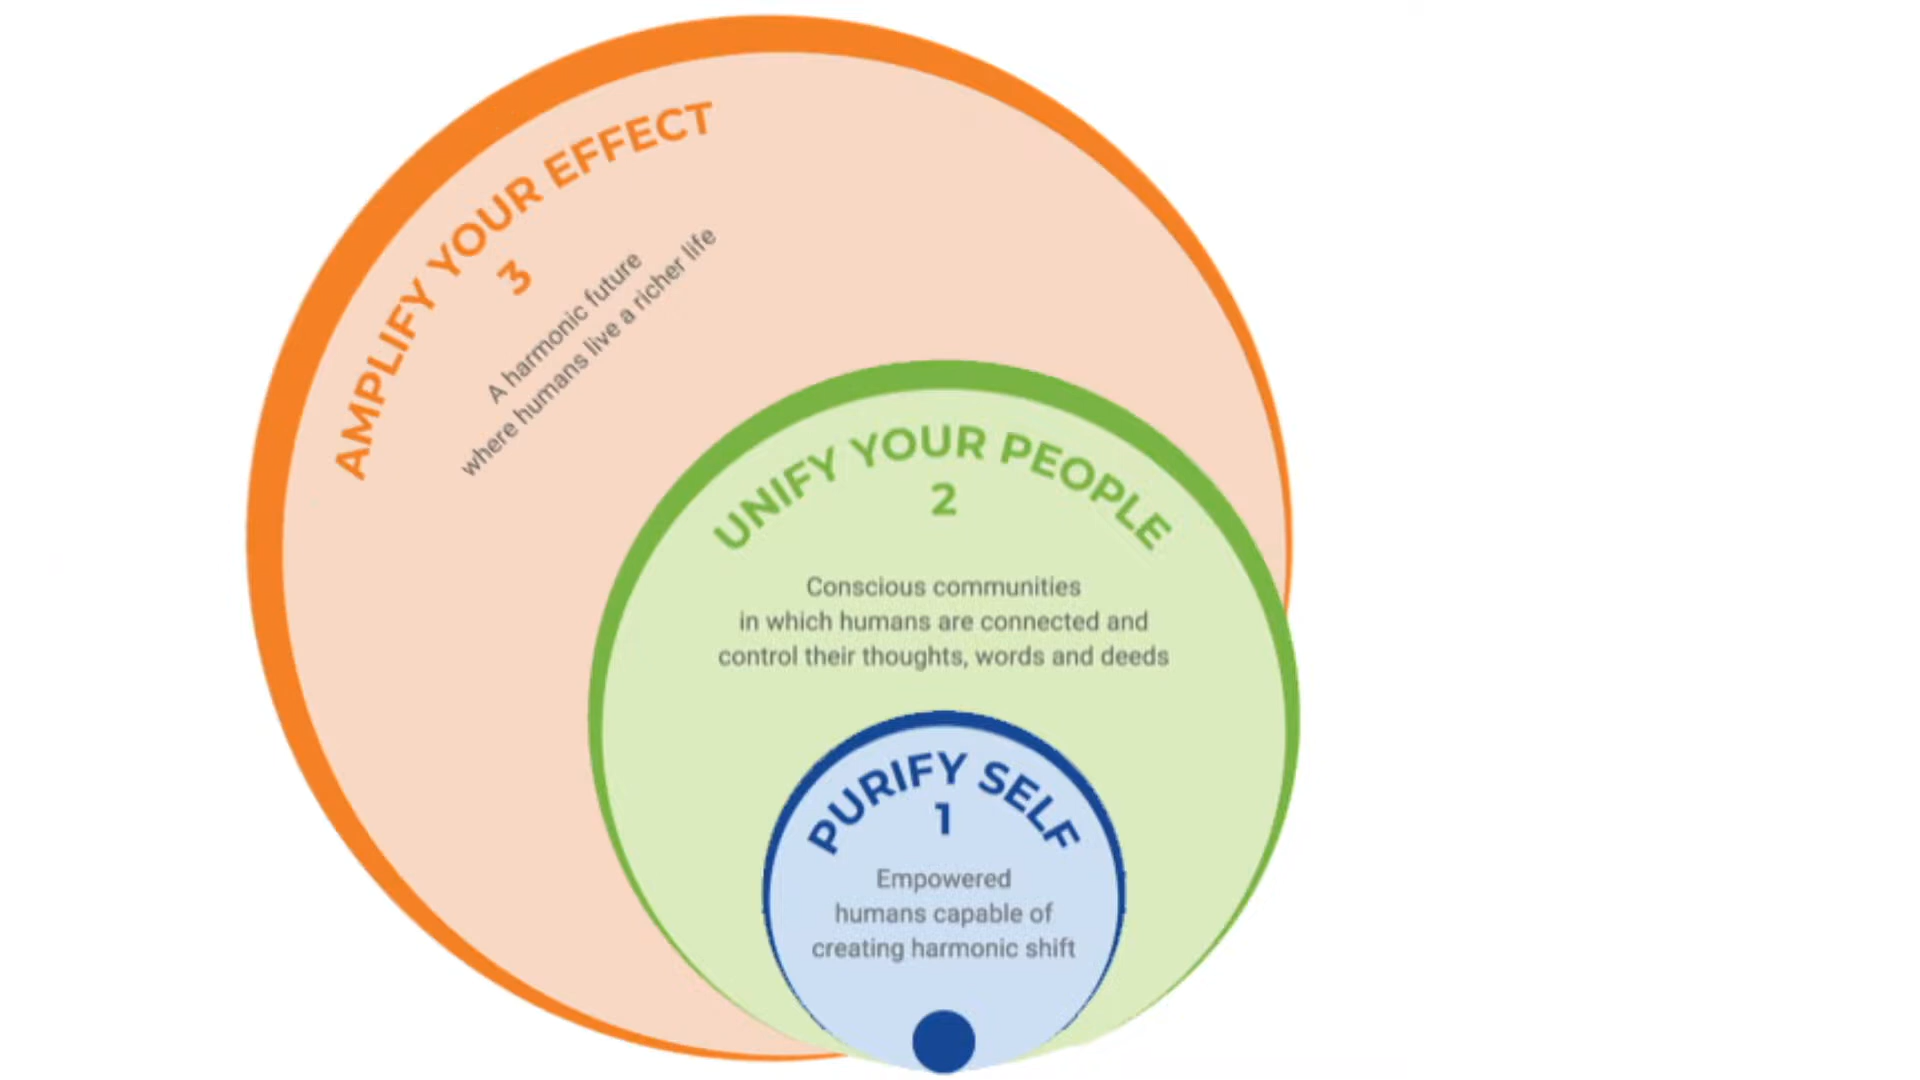 AMPLIFY YOUR EFFECT
3
A harmonic future
where humans live a richer life
UNIFY YOUR PEOPLE
2
Conscious communities
in which humans are connected and
control their thoughts, words and deeds
PURIFY SELF
1
Empowered
humans capable of
creating harmonic shift